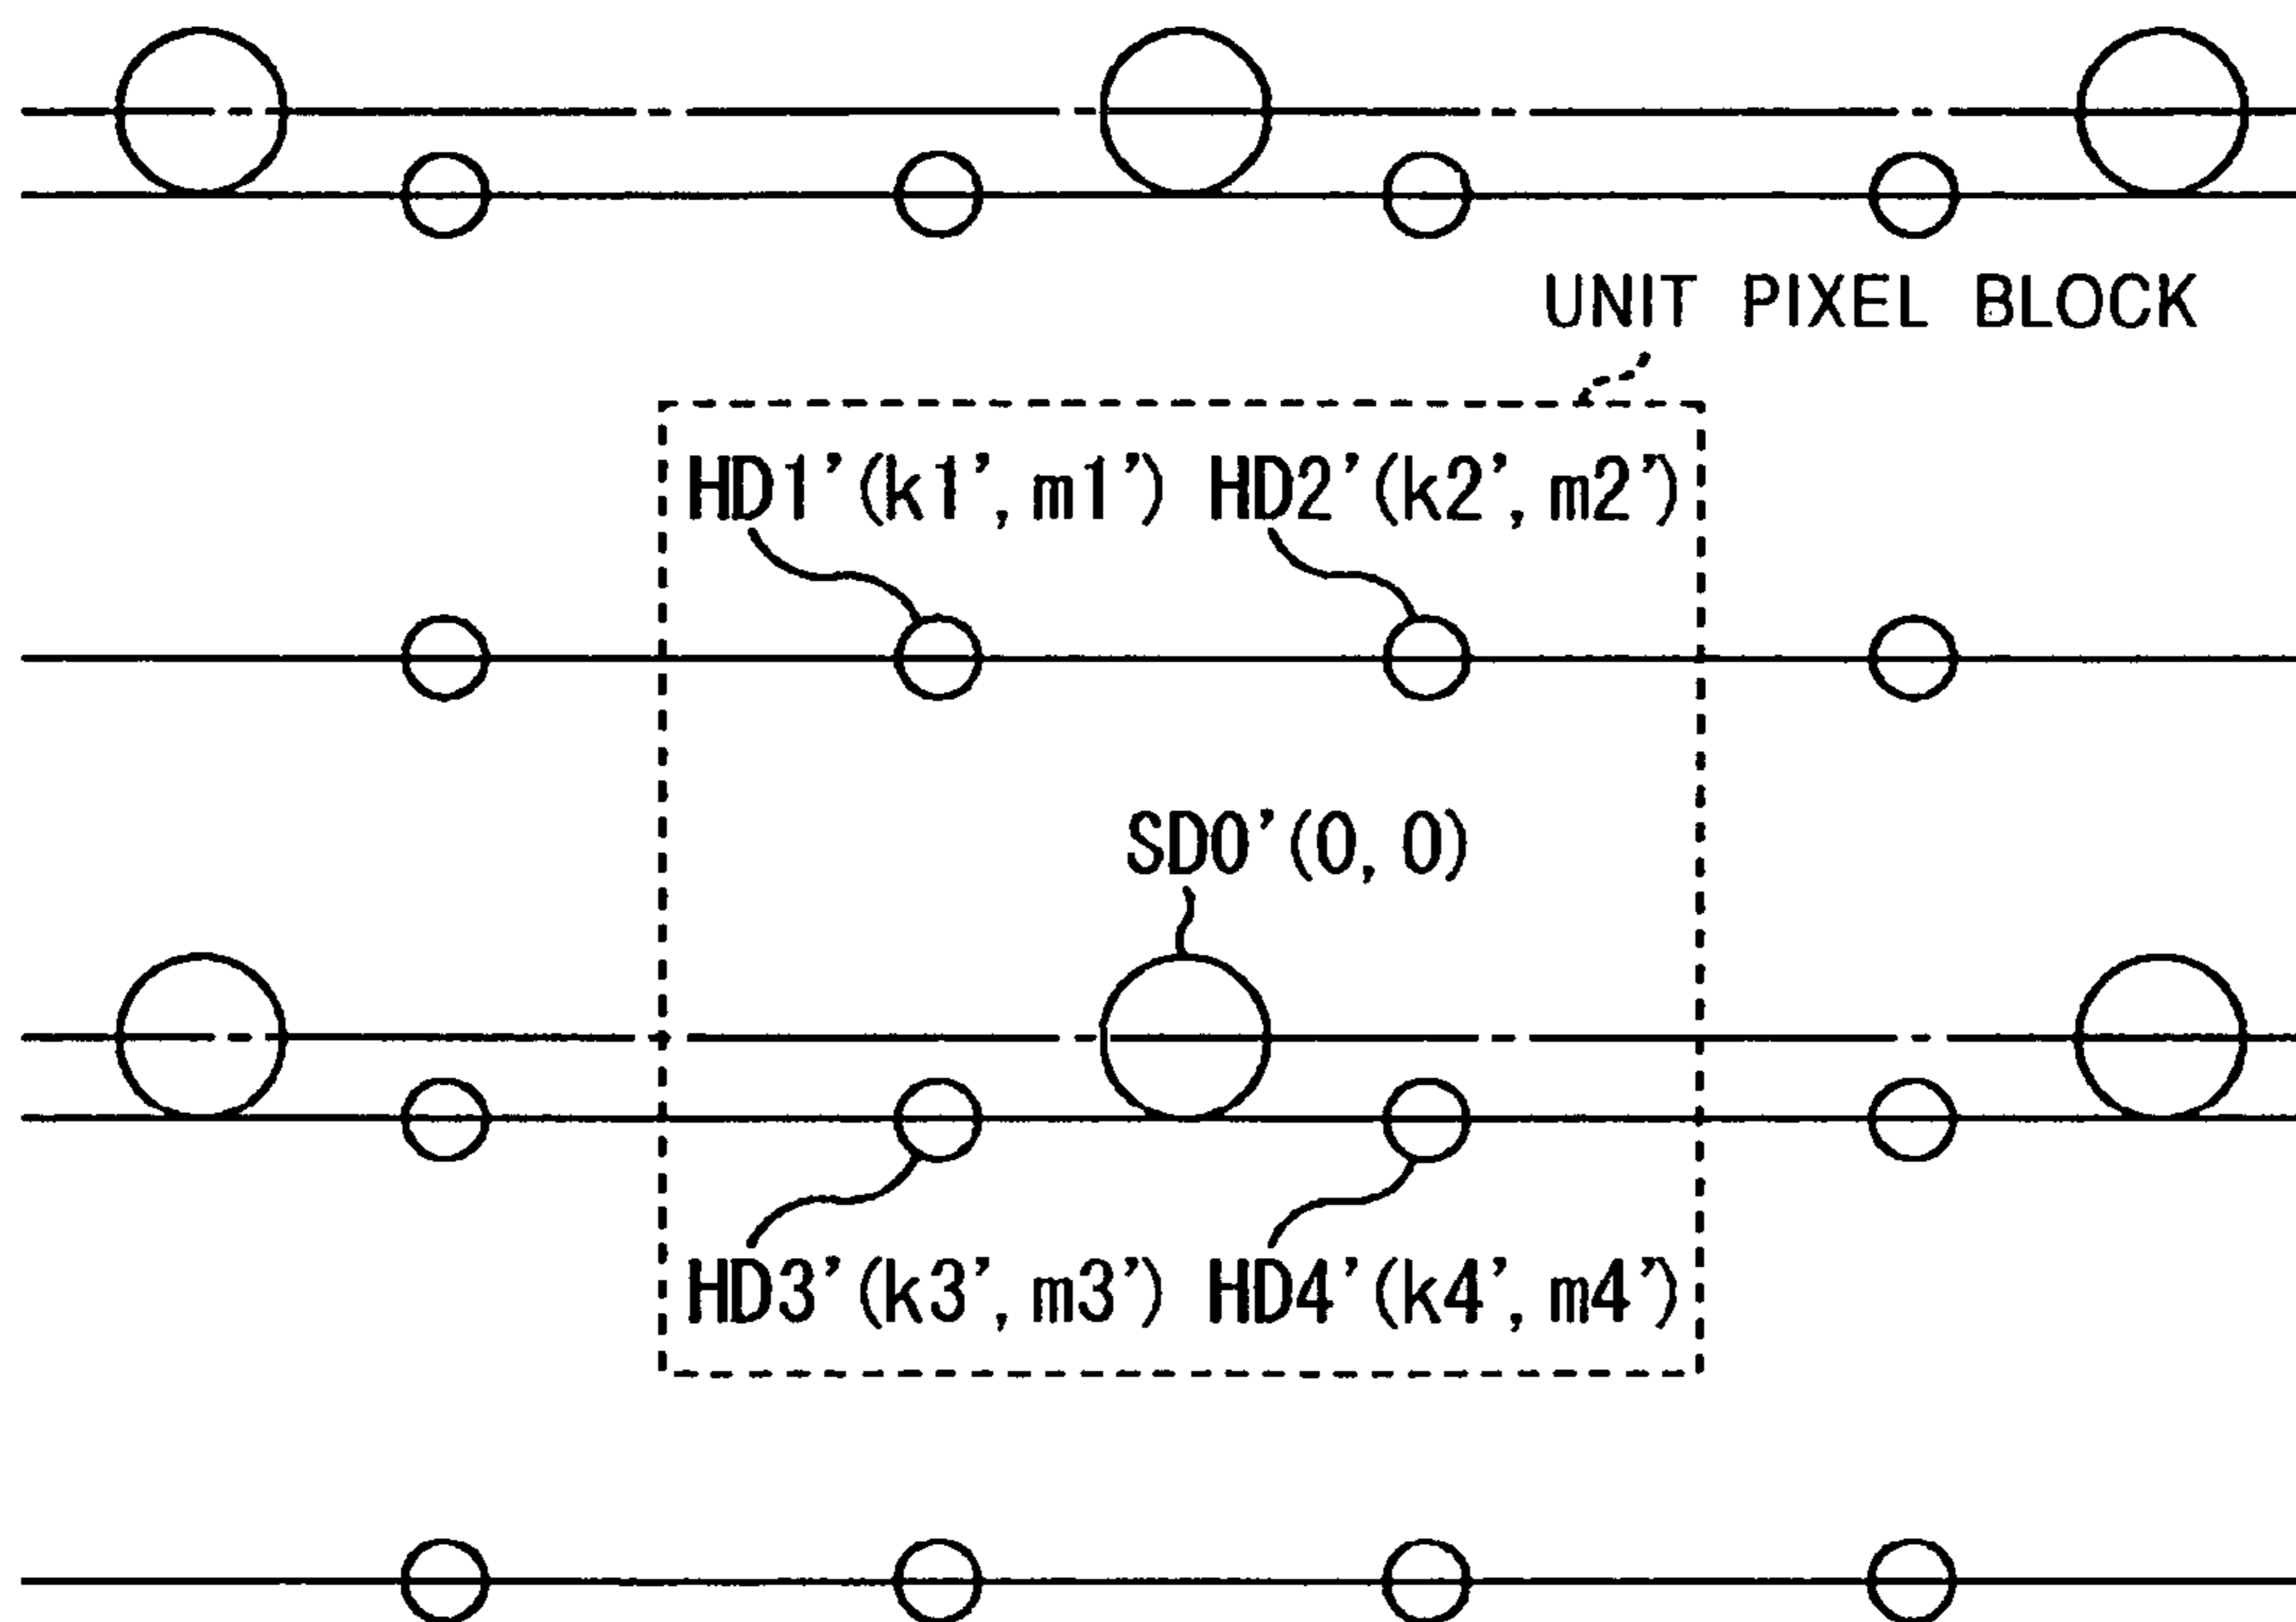 UNIT PIXEL BLOCK
HD1'(k1', m1') HD2'(k2', m2')
SD0'(0, 0)
HD3'(k3', m3') HD4'(k4', m4')